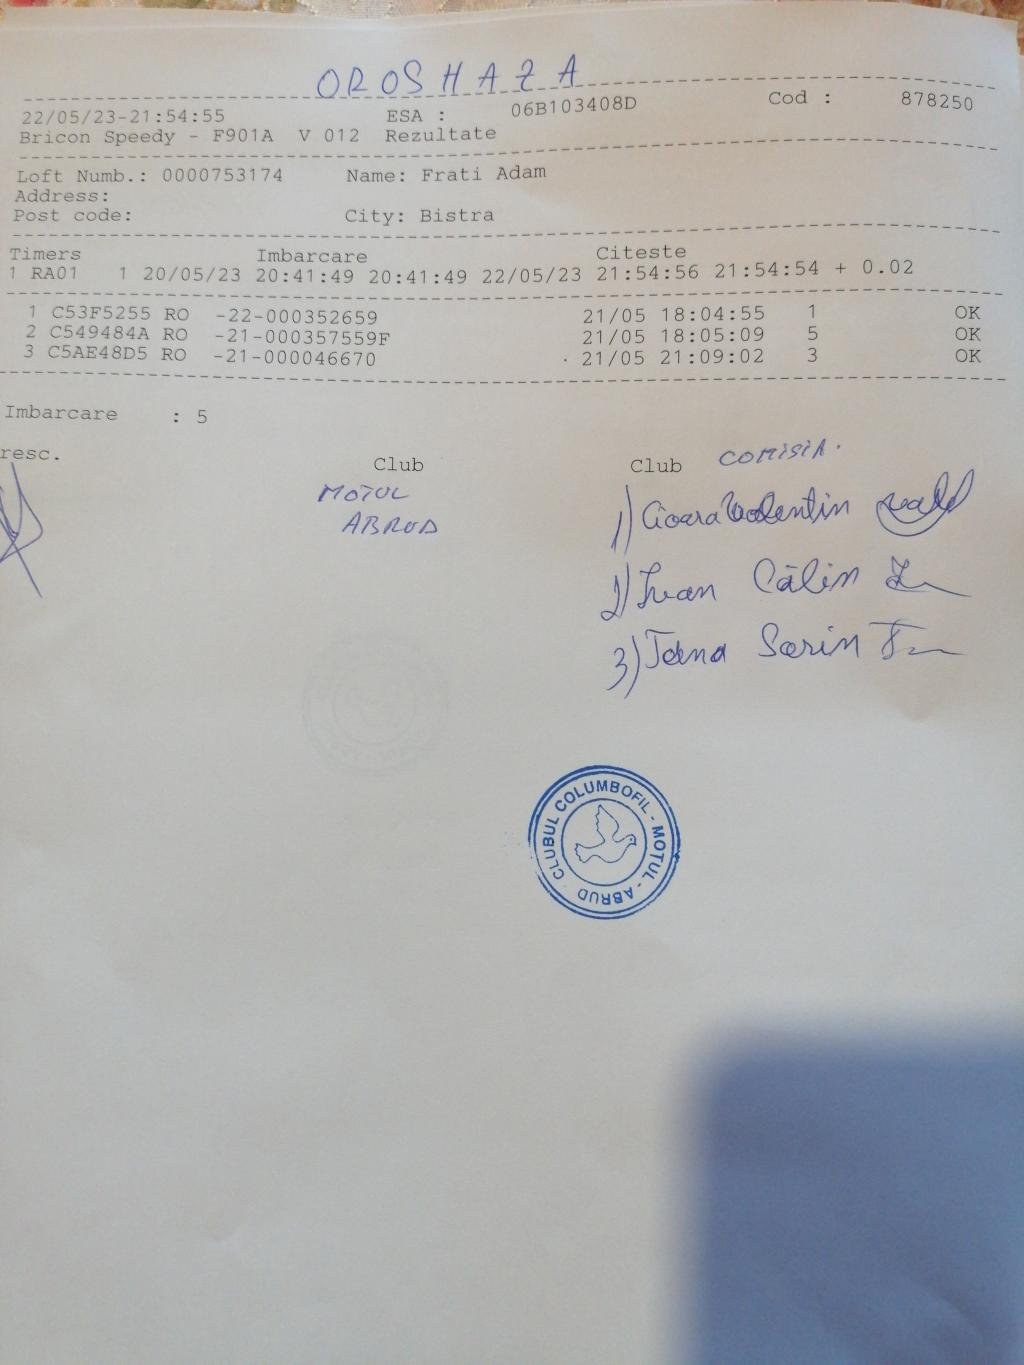 OROSHAZA
22/05/23-21:54:55 ESA : 06B103408D Cod : 878250
Bricon Speedy - F901A V 012 Rezultate
Loft Numb.: 0000753174 Name: Frati Adam
Address:
Post code: City: Bistra
Timers Imbarcare Citeste
1 RA01 1 20/05/23 20:41:49 20:41:49 22/05/23 21:54:56 21:54:54 + 0.02
1 C53F5255 RO -22-000352659 21/05 18:04:55 1 OK
2 C549484A RO -21-000357559F 21/05 18:05:09 5 OK
3 C5AE48D5 RO -21-000046670 21/05 21:09:02 3 OK
Imbarcare : 5
resc. Club Club COMISIA.
MOTUL
ABRUD
1) Cioara Valentin
2) Ivan Călin
3) Sorin
CLUBUL COLUMBOFIL - MOTUL - ABRUD